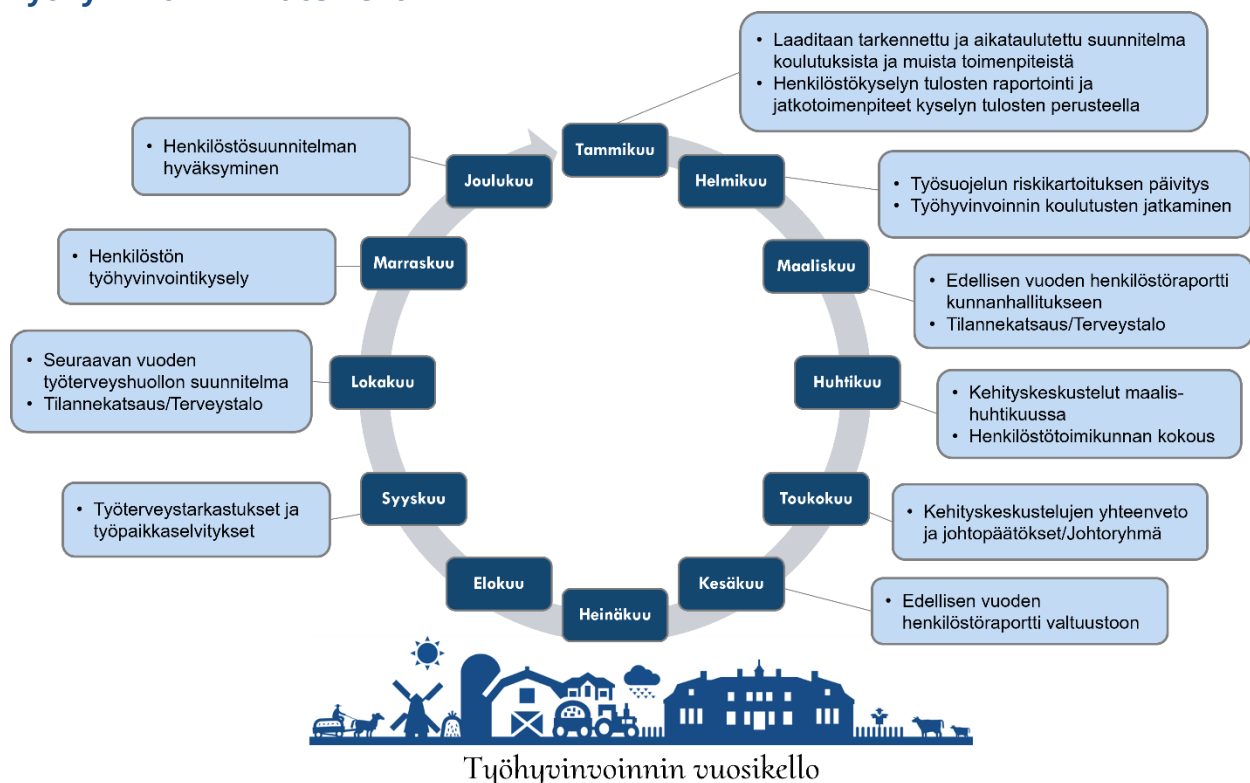 • Laaditaan tarkennettu ja aikataulutettu suunnitelma
koulutuksista ja muista toimenpiteistä
• Henkilöstökyselyn tulosten raportointi ja
jatkotoimenpiteet kyselyn tulosten perusteella
Tammikuu
Helmikuu
• Työsuojelun riskikartoituksen päivitys
• Työhyvinvoinnin koulutusten jatkaminen
Maaliskuu
• Edellisen vuoden henkilöstöraportti
kunnanhallitukseen
• Tilannekatsaus/Terveystalo
Huhtikuu
• Kehityskeskustelut maalis-
huhtikuussa
• Henkilöstötoimikunnan kokous
Toukokuu
• Kehityskeskustelujen yhteenveto
ja johtopäätökset/Johtoryhmä
Kesäkuu
• Edellisen vuoden
henkilöstöraportti valtuustoon
Heinäkuu
Elokuu
Syyskuu
• Työterveystarkastukset ja
työpaikkaselvitykset
Lokakuu
• Seuraavan vuoden
työterveyshuollon suunnitelma
• Tilannekatsaus/Terveystalo
Marraskuu
• Henkilöstön
työhyvinvointikysely
Joulukuu
• Henkilöstösuunnitelman
hyväksyminen
Työhyvinvoinnin vuosikello